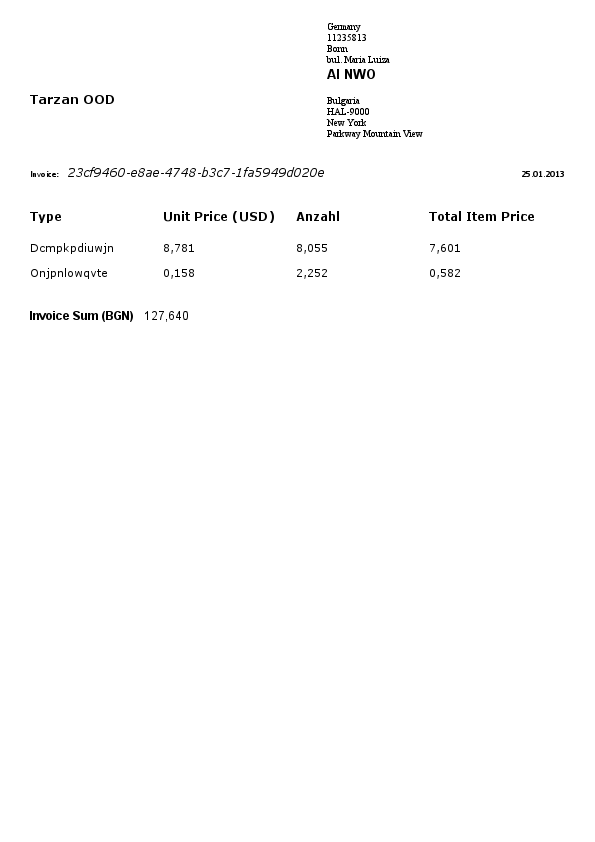 Germany
11235813
Bonn
bul. Maria Luiza
AI NWO
Tarzan OOD
Bulgaria
HAL-9000
New York
Parkway Mountain View
Invoice: 23cf9460-e8ae-4748-b3c7-1fa5949d020e 25.01.2013
Type Unit Price (USD) Anzahl Total Item Price
Dcmpkpdiuwjn 8,781 8,055 7,601
Onjpnlowqvte 0,158 2,252 0,582
Invoice Sum (BGN) 127,640